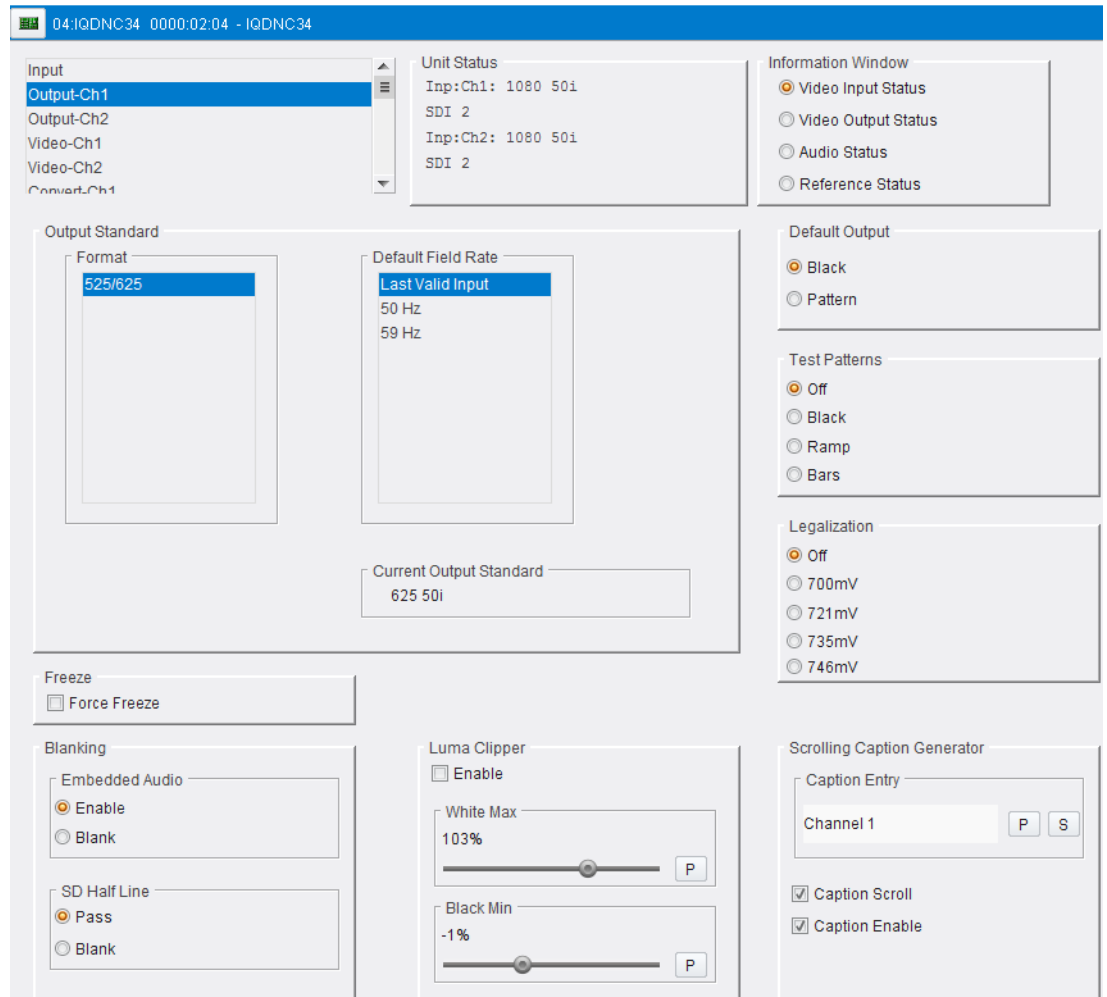 04:IQDNC34 0000:02:04 - IQDNC34
Input
Output-Ch1
Output-Ch2
Video-Ch1
Video-Ch2
Convert-Ch1
Unit Status
Inp:Ch1: 1080 50i
SDI 2
Inp:Ch2: 1080 50i
SDI 2
Information Window
Video Input Status
Video Output Status
Audio Status
Reference Status
Output Standard
Format
525/625
Default Field Rate
Last Valid Input
50 Hz
59 Hz
Current Output Standard
625 50i
Default Output
Black
Pattern
Test Patterns
Off
Black
Ramp
Bars
Legalization
Off
700mV
721mV
735mV
746mV
Freeze
Force Freeze
Blanking
Embedded Audio
Enable
Blank
SD Half Line
Pass
Blank
Luma Clipper
Enable
White Max
103%
P
Black Min
-1%
P
Scrolling Caption Generator
Caption Entry
Channel 1 P S
Caption Scroll
Caption Enable